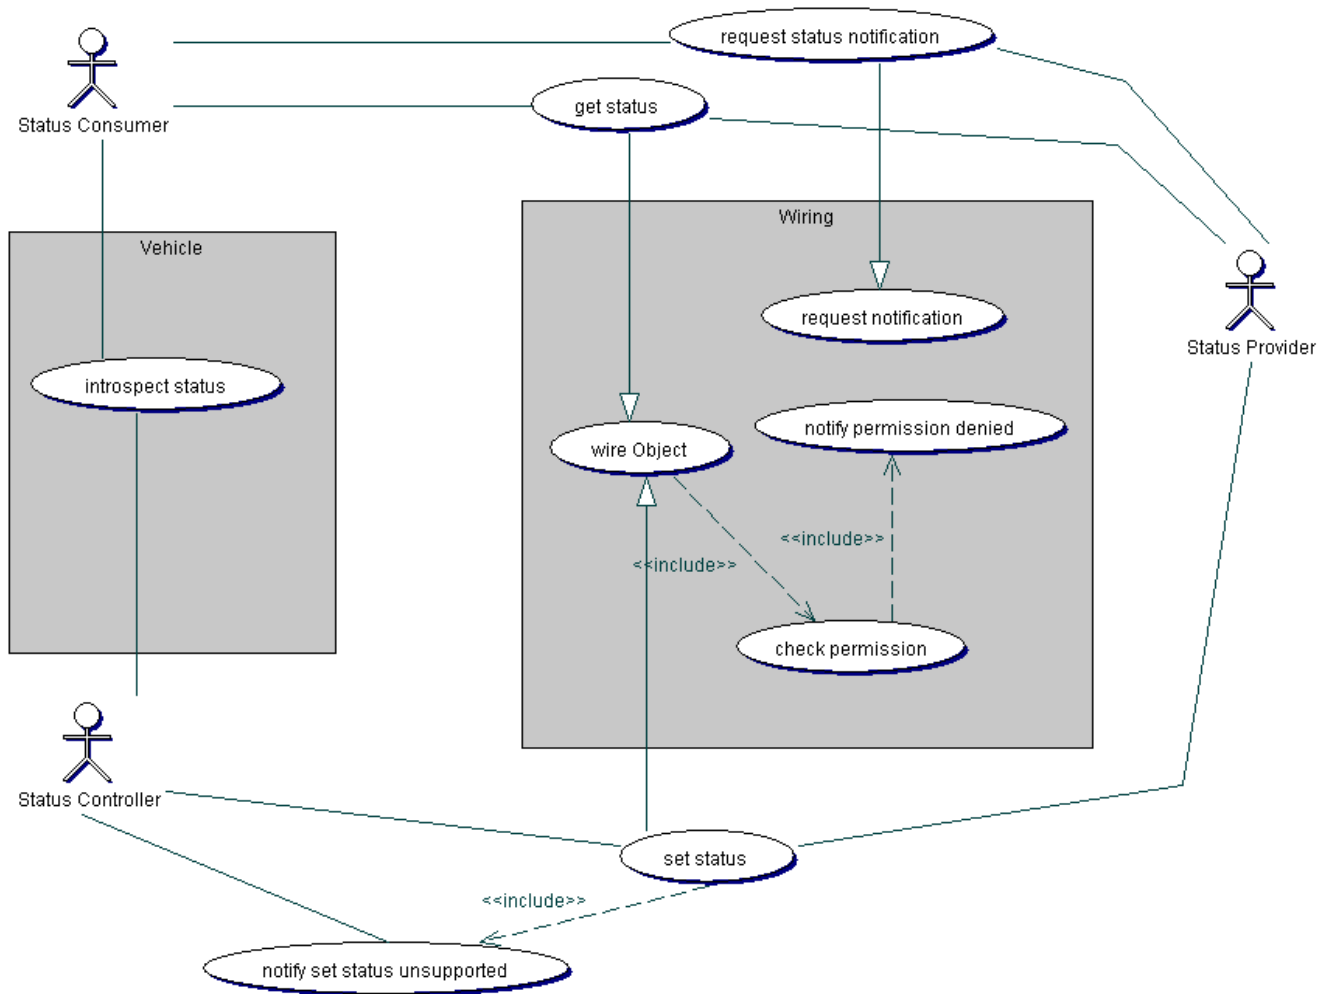 request status notification
get status
Status Consumer
Wiring
Vehicle
request notification
Status Provider
introspect status
notify permission denied
wire Object
<<include>>
<<include>>
check permission
Status Controller
set status
<<include>>
notify set status unsupported